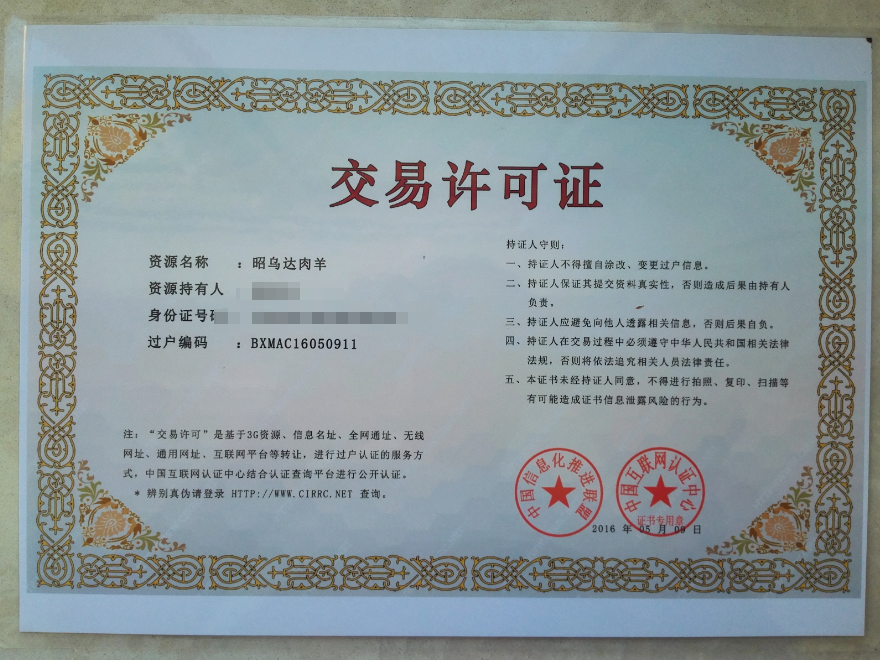 交易许可证
资源名称 ：昭乌达肉羊
资源持有人
身份证号
过户编码 ：BXMAC16050911
注：“交易许可”是基于3G资源、信息名址、全网通址、无线
网址、通用网址、互联网平台等转让，进行过户认证的服务方
式，中国互联网认证中心结合认证查询平台进行公开认证。
＊ 辨别真伪请登录 HTTP://WWW.CIRRC.NET 查询。
持证人守则：
一、持证人不得擅自涂改、变更过户信息。
二、持证人保证其提交资料真实性，否则造成后果由持有人
负责。
三、持证人应避免向他人透露相关信息，否则后果自负。
四、持证人在交易过程中必须遵守中华人民共和国相关法律
法规，否则将依法追究相关人员法律责任。
五、本证书未经持证人同意，不得进行拍照、复印、扫描等
有可能造成证书信息泄露风险的行为。
中国信息化推进联盟
中国互联网认证中心
证书专用章
2016 年 05 月 09 日